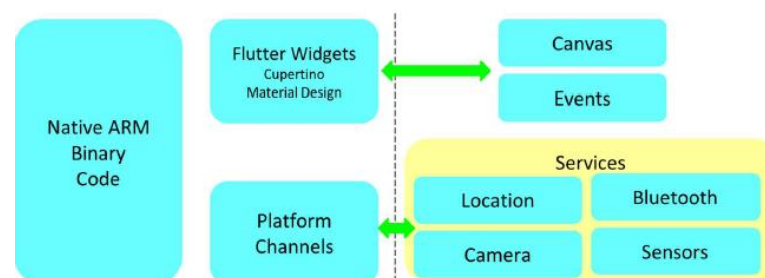 Native ARM
Binary
Code
Flutter Widgets
Cupertino
Material Design
Platform
Channels
Canvas
Events
Services
Location
Bluetooth
Camera
Sensors